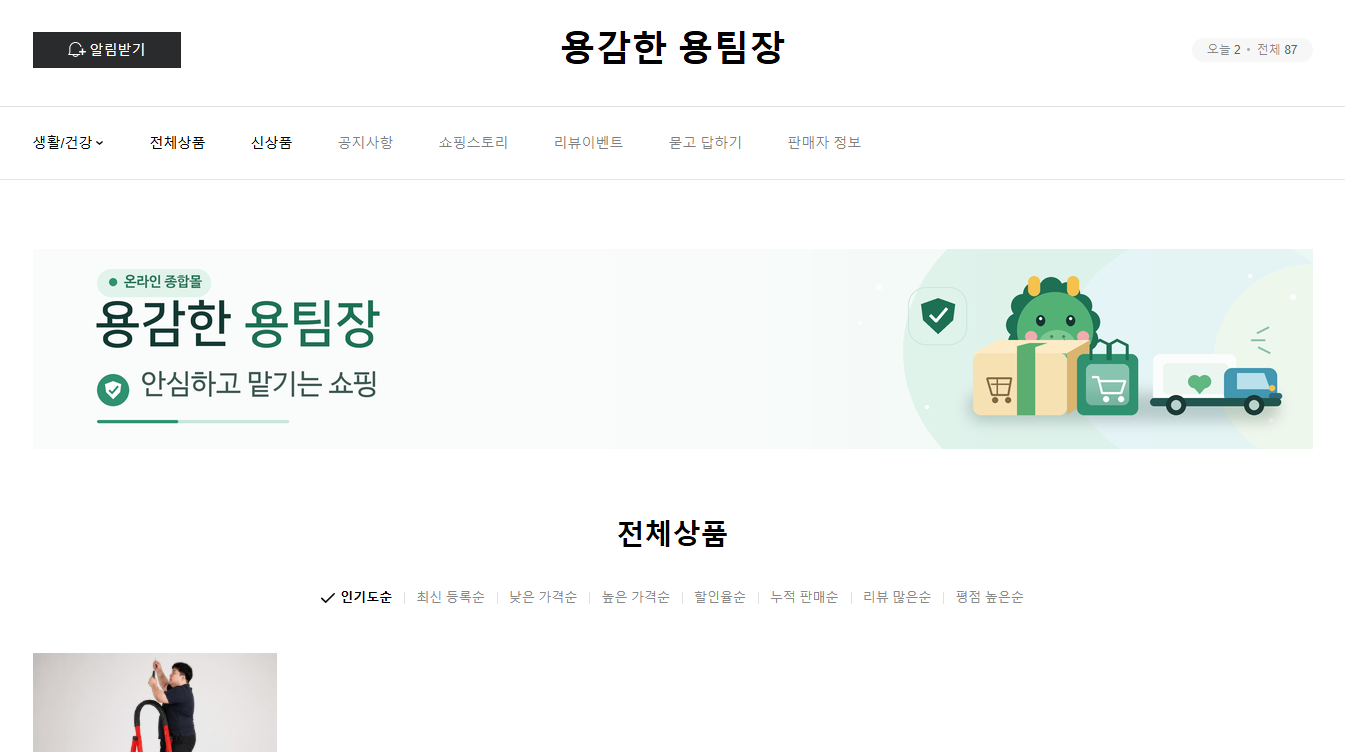 알림받기
용감한 용팀장
오늘 2 • 전체 87
생활/건강 전체상품 신상품 공지사항 쇼핑스토리 리뷰이벤트 묻고 답하기 판매자 정보
온라인 종합몰
용감한 용팀장
안심하고 맡기는 쇼핑
전체상품
인기도순 최신 등록순 낮은 가격순 높은 가격순 할인율순 누적 판매순 리뷰 많은순 평점 높은순